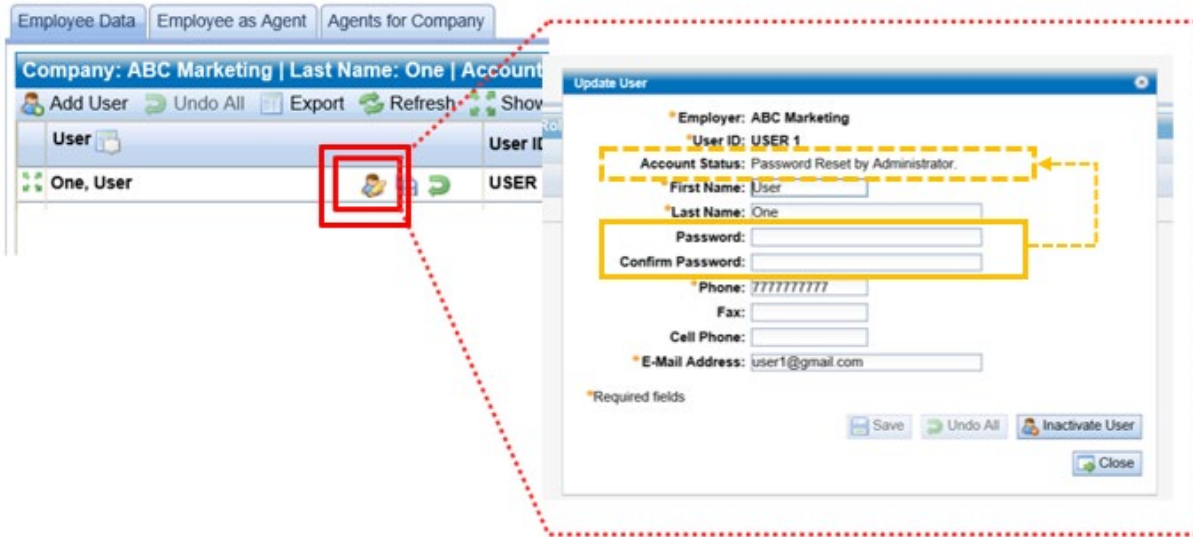 Employee Data Employee as Agent Agents for Company
Company: ABC Marketing | Last Name: One | Account
Add User Undo All Export Refresh Show
User User ID
One, User USER
Update User
*Employer: ABC Marketing
*User ID: USER 1
Account Status: Password Reset by Administrator.
*First Name: User
*Last Name: One
Password:
Confirm Password:
*Phone: 7777777777
Fax:
Cell Phone:
*E-Mail Address: user1@gmail.com
*Required fields
Save Undo All Inactivate User
Close